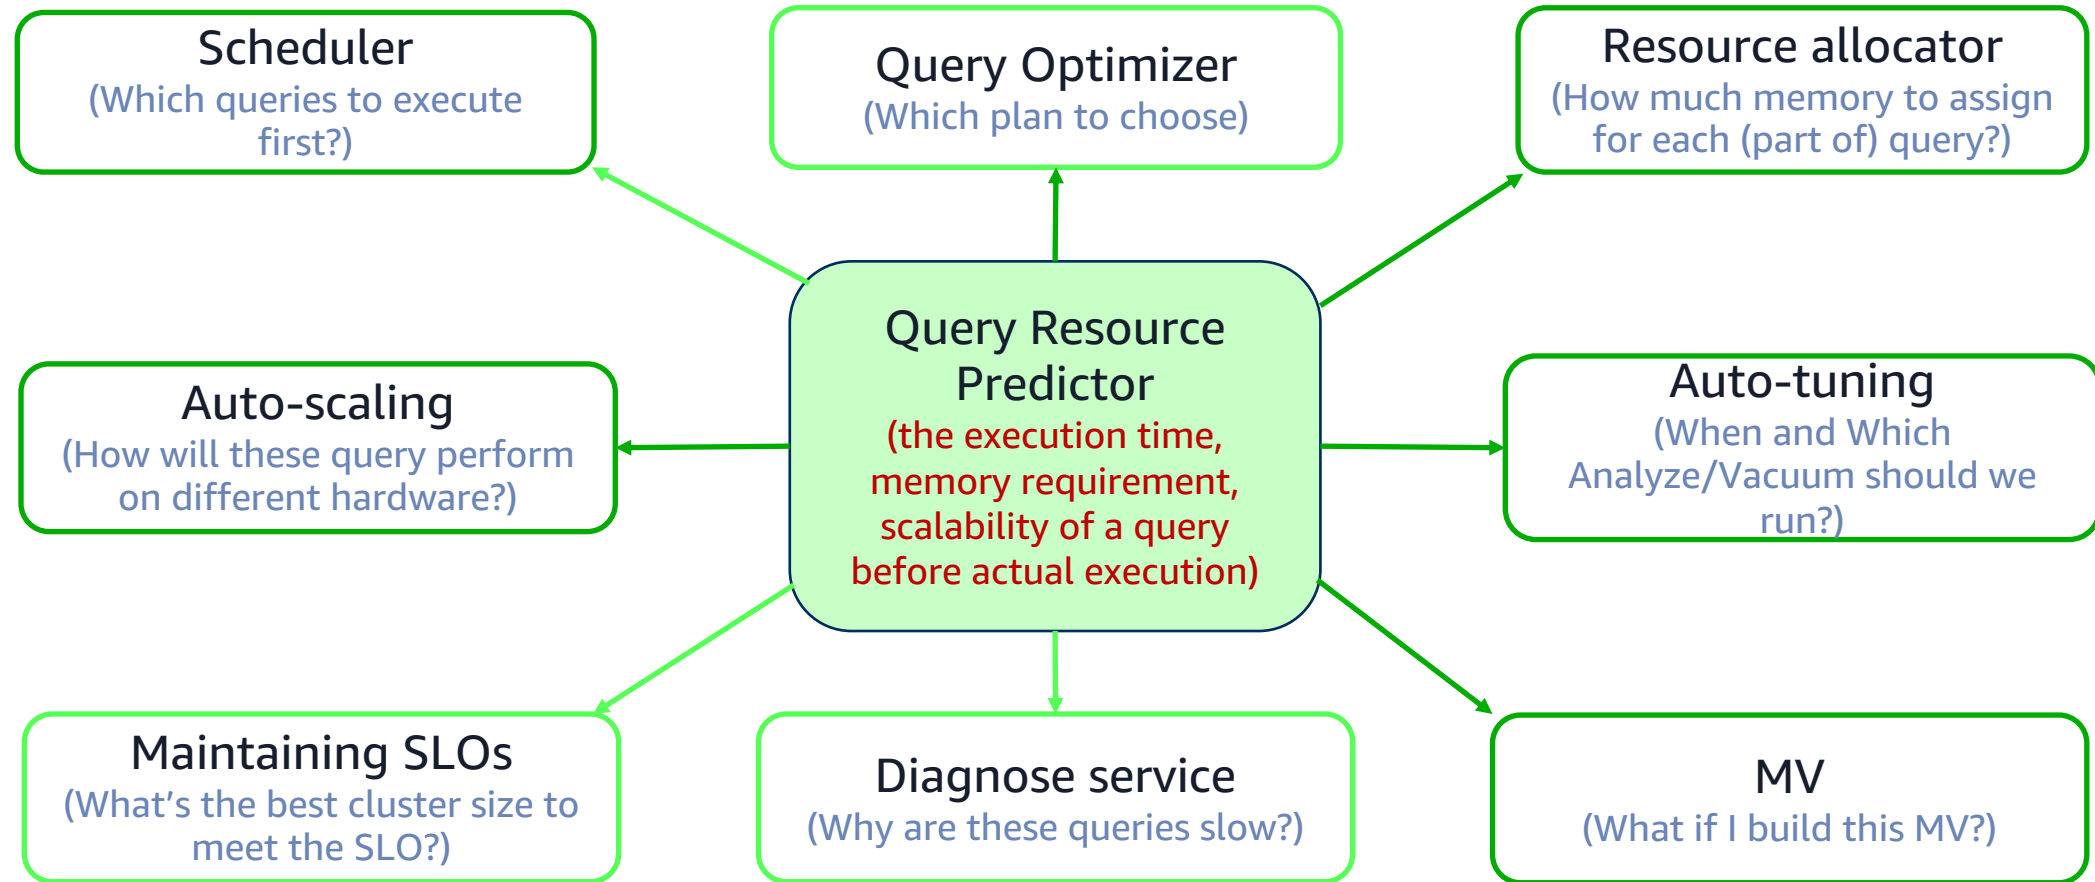 Scheduler
(Which queries to execute
first?)
Query Optimizer
(Which plan to choose)
Resource allocator
(How much memory to assign
for each (part of) query?)
Auto-scaling
(How will these query perform
on different hardware?)
Query Resource
Predictor
(the execution time,
memory requirement,
scalability of a query
before actual execution)
Auto-tuning
(When and Which
Analyze/Vacuum should we
run?)
Maintaining SLOs
(What's the best cluster size to
meet the SLO?)
Diagnose service
(Why are these queries slow?)
MV
(What if I build this MV?)